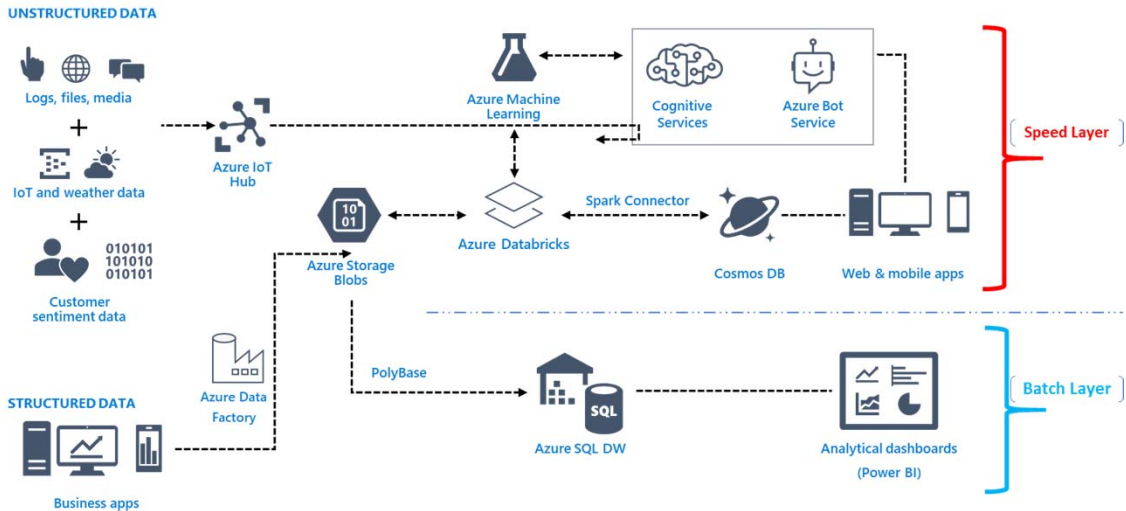 UNSTRUCTURED DATA
Logs, files, media
+
IoT and weather data
+
010101
101010
010101
Customer
sentiment data
Azure IoT
Hub
Azure Machine
Learning
Cognitive
Services
Azure Bot
Service
Speed Layer
10
01
Azure Storage
Blobs
Azure Databricks
Spark Connector
Cosmos DB
Web & mobile apps
STRUCTURED DATA
Business apps
Azure Data
Factory
PolyBase
SQL
Azure SQL DW
Analytical dashboards
(Power BI)
Batch Layer